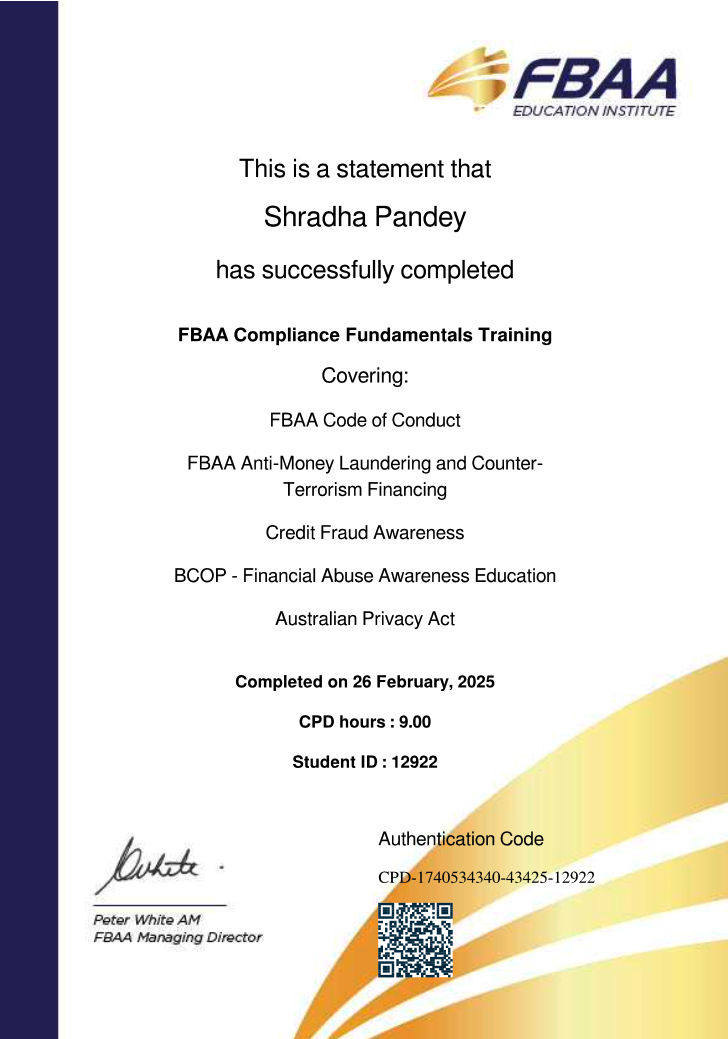 FBAA
EDUCATION INSTITUTE
This is a statement that
Shradha Pandey
has successfully completed
FBAA Compliance Fundamentals Training
Covering:
FBAA Code of Conduct
FBAA Anti-Money Laundering and Counter-
Terrorism Financing
Credit Fraud Awareness
BCOP - Financial Abuse Awareness Education
Australian Privacy Act
Completed on 26 February, 2025
CPD hours : 9.00
Student ID : 12922
Authentication Code
CPD-1740534340-43425-12922
White
Peter White AM
FBAA Managing Director